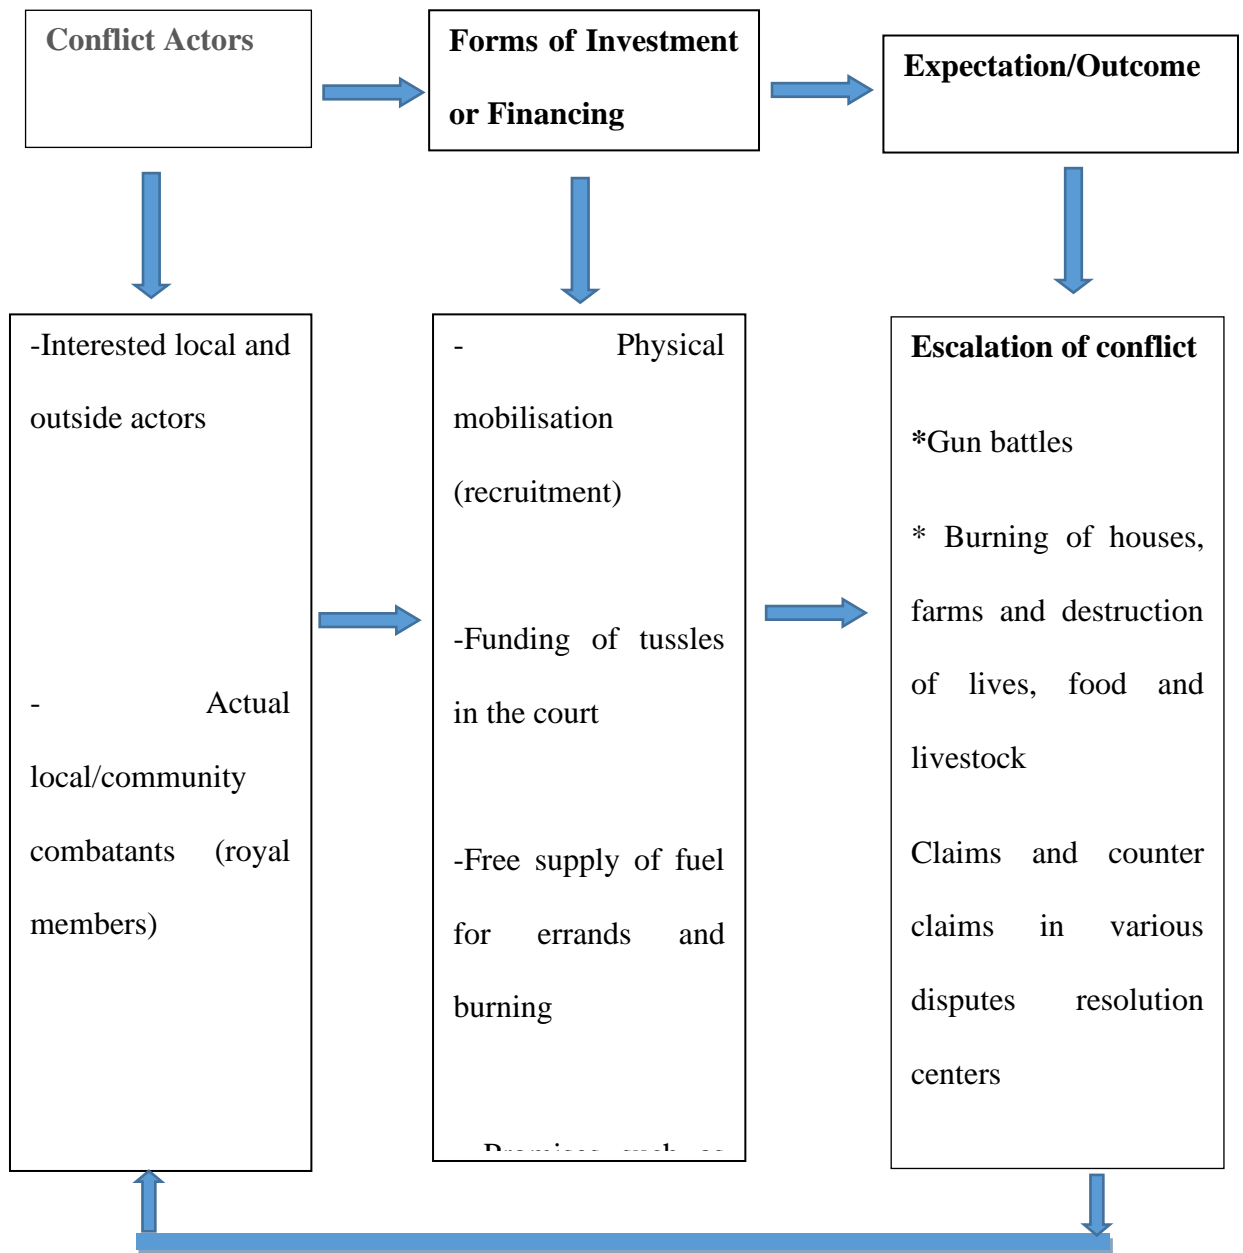 Conflict Actors
Forms of Investment
or Financing
Expectation/Outcome
-Interested local and
outside actors
- Actual
local/community
combatants (royal
members)
- Physical
mobilisation
(recruitment)
-Funding of tussles
in the court
-Free supply of fuel
for errands and
burning
Escalation of conflict
*Gun battles
* Burning of houses,
farms and destruction
of lives, food and
livestock
Claims and counter
claims in various
disputes resolution
centers